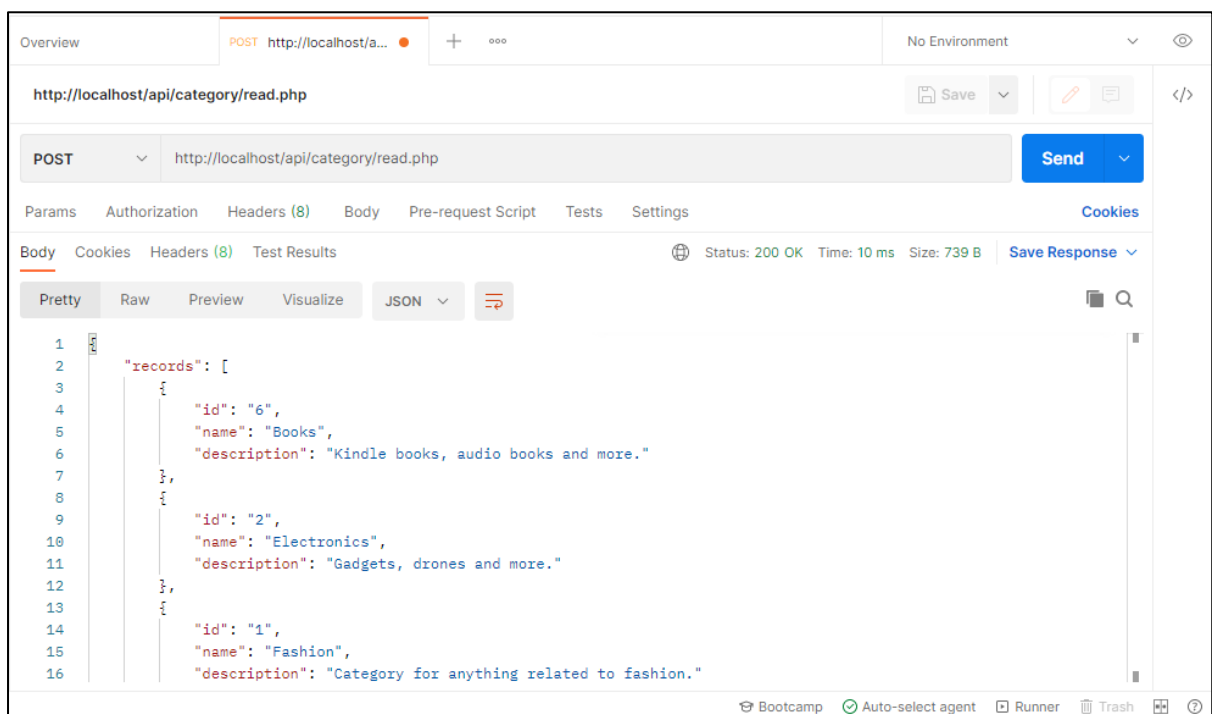 Overview POST http://localhost/a... + ooo No Environment
http://localhost/api/category/read.php Save </>
POST http://localhost/api/category/read.php Send
Params Authorization Headers (8) Body Pre-request Script Tests Settings Cookies
Body Cookies Headers (8) Test Results Status: 200 OK Time: 10 ms Size: 739 B Save Response
Pretty Raw Preview Visualize JSON
1 {
2 "records": [
3 {
4 "id": "6",
5 "name": "Books",
6 "description": "Kindle books, audio books and more."
7 },
8 {
9 "id": "2",
10 "name": "Electronics",
11 "description": "Gadgets, drones and more."
12 },
13 {
14 "id": "1",
15 "name": "Fashion",
16 "description": "Category for anything related to fashion."
Bootcamp Auto-select agent Runner Trash